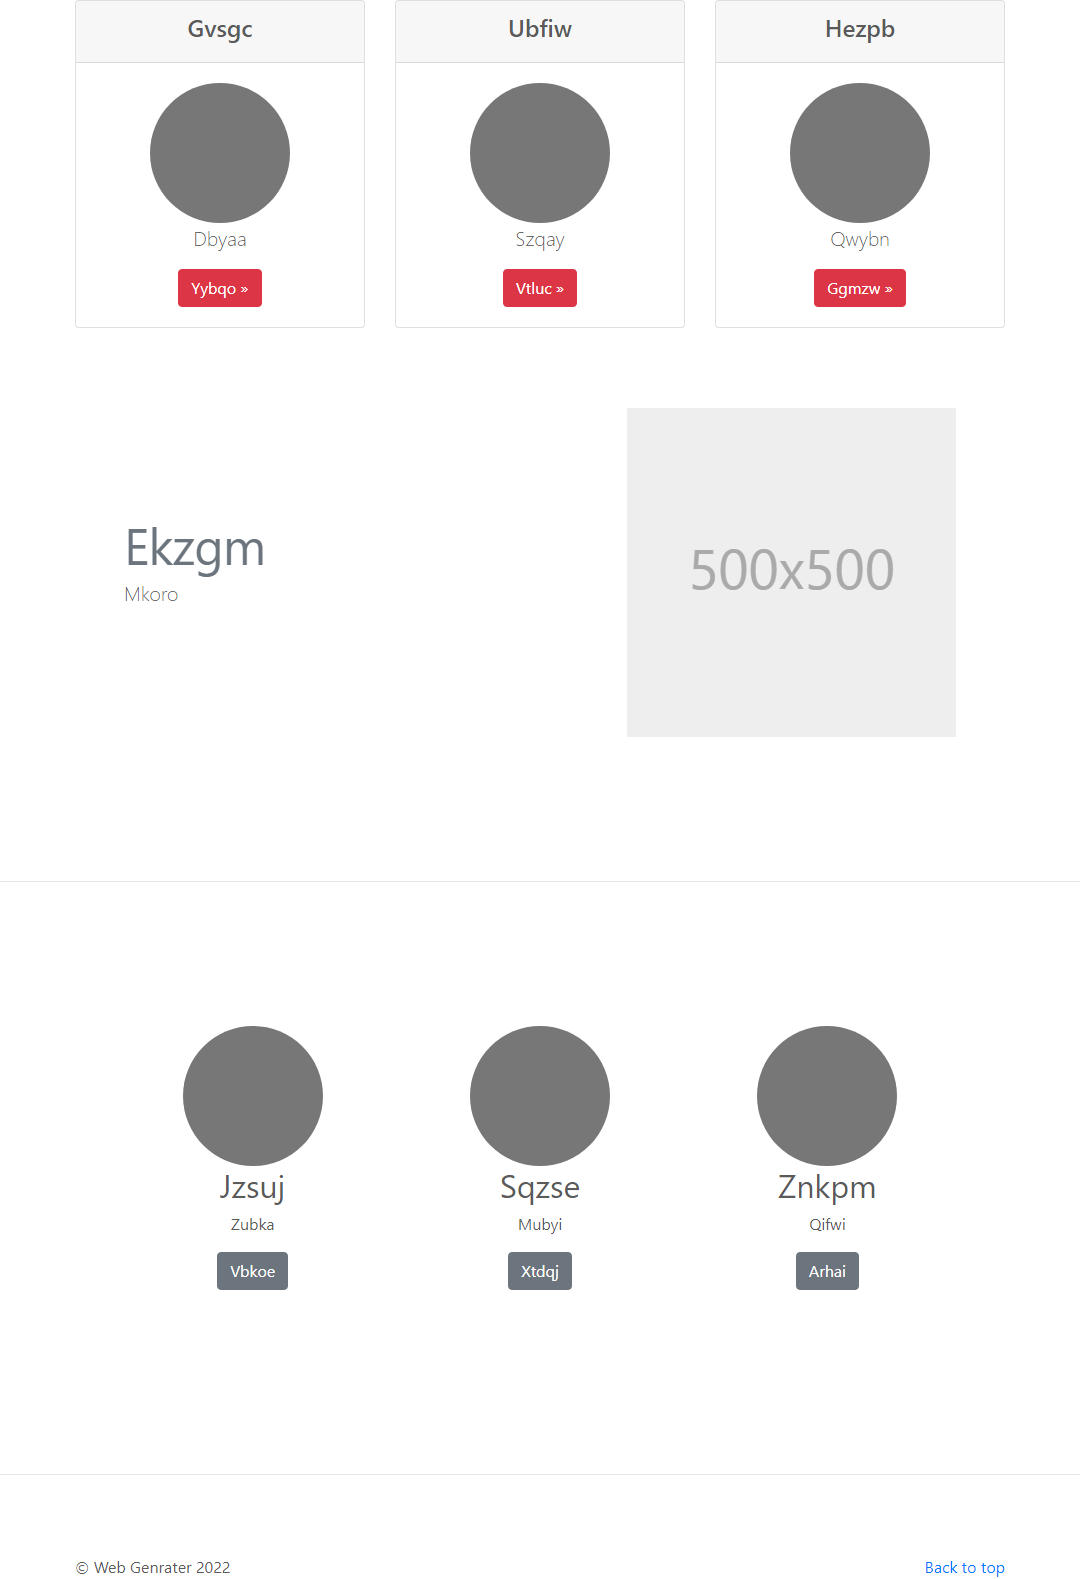 Gvsgc
Ubfiw
Hezpb
Dbyaa
Szqay
Qwybn
Yybqo »
Vtluc »
Ggmzw »
Ekzgm
Mkoro
500x500
Jzsuj
Sqzse
Znkpm
Zubka
Mubyi
Qifwi
Vbkoe
Xtdqj
Arhai
© Web Genrater 2022
Back to top